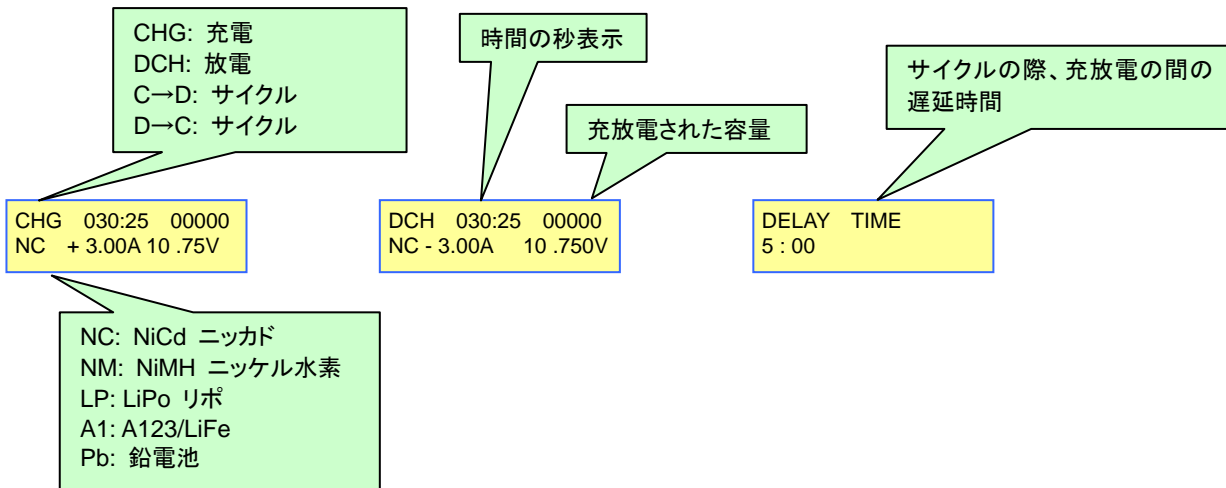 CHG: 充電
DCH: 放電
C→D: サイクル
D→C: サイクル
時間の秒表示
充放電された容量
サイクルの際、充放電の間の
遅延時間
CHG 030:25 00000
NC + 3.00A 10 .75V
DCH 030:25 00000
NC - 3.00A 10 .750V
DELAY TIME
5 : 00
NC: NiCd ニッカド
NM: NiMH ニッケル水素
LP: LiPo リポ
A1: A123/LiFe
Pb: 鉛電池